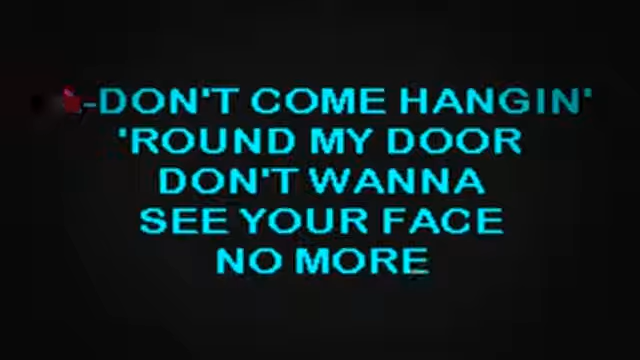 -DON'T COME HANGIN'
'ROUND MY DOOR
DON'T WANNA
SEE YOUR FACE
NO MORE